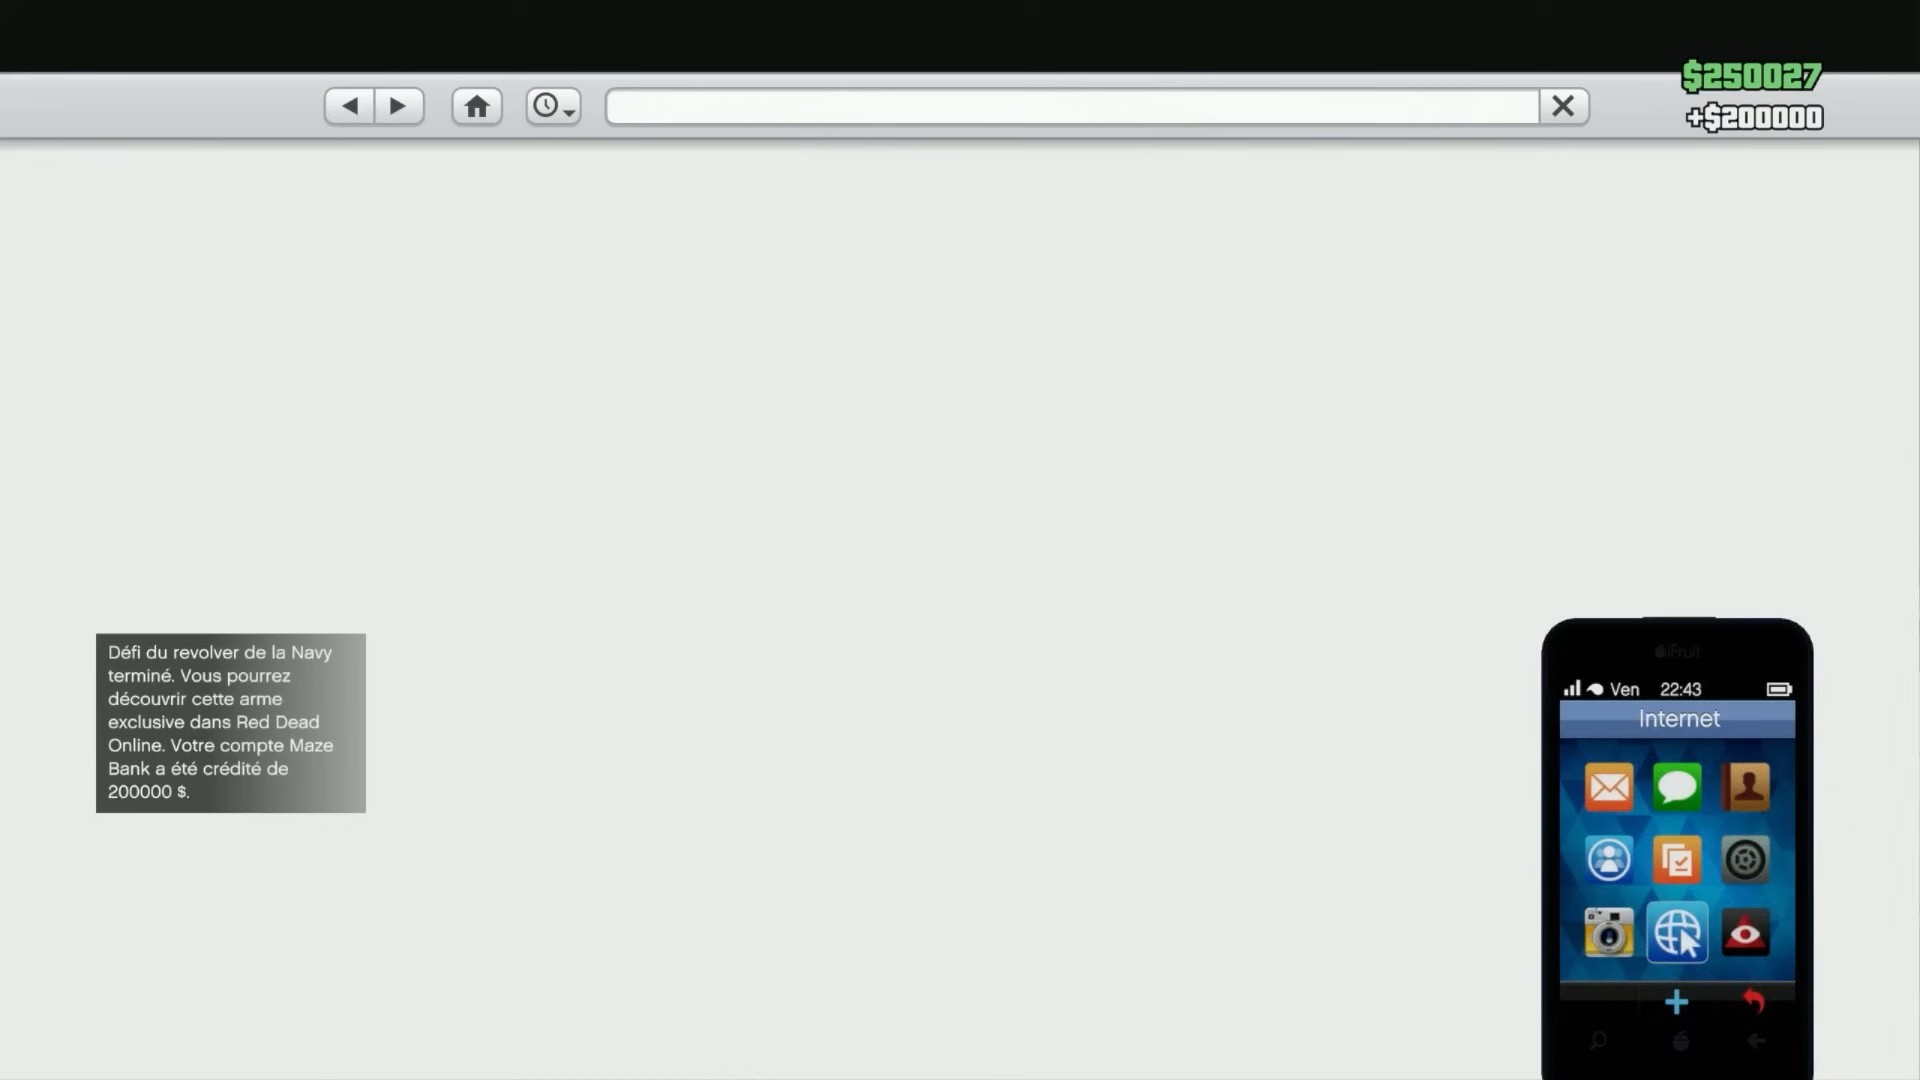 $250027
+$200000
Défi du revolver de la Navy
terminé. Vous pourrez
découvrir cette arme
exclusive dans Red Dead
Online. Votre compte Maze
Bank a été crédité de
200000 $.
iFruit
Ven 22:43
Internet